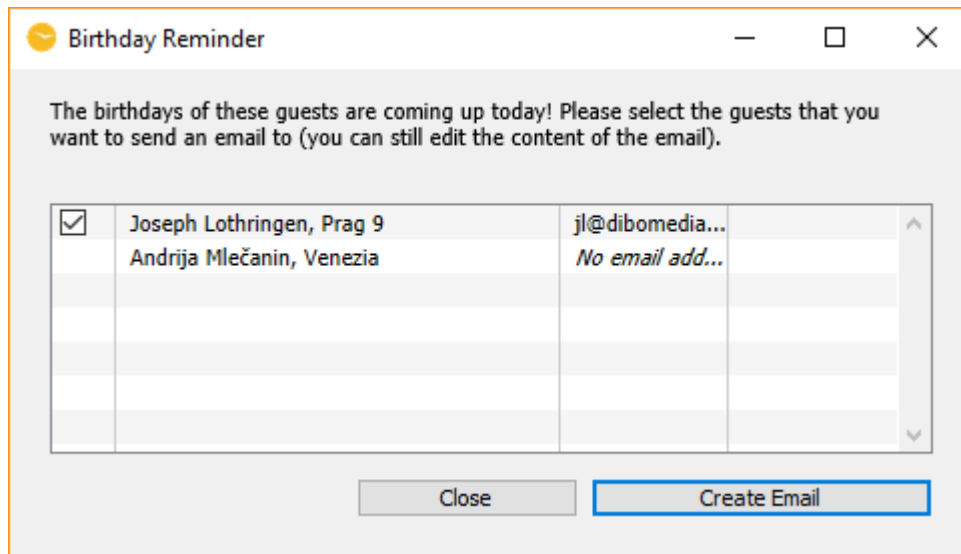 Birthday Reminder
The birthdays of these guests are coming up today! Please select the guests that you
want to send an email to (you can still edit the content of the email).
Joseph Lothringen, Prag 9 jl@dibomedia...
Andrija Mlečanin, Venezia No email add...
Close Create Email